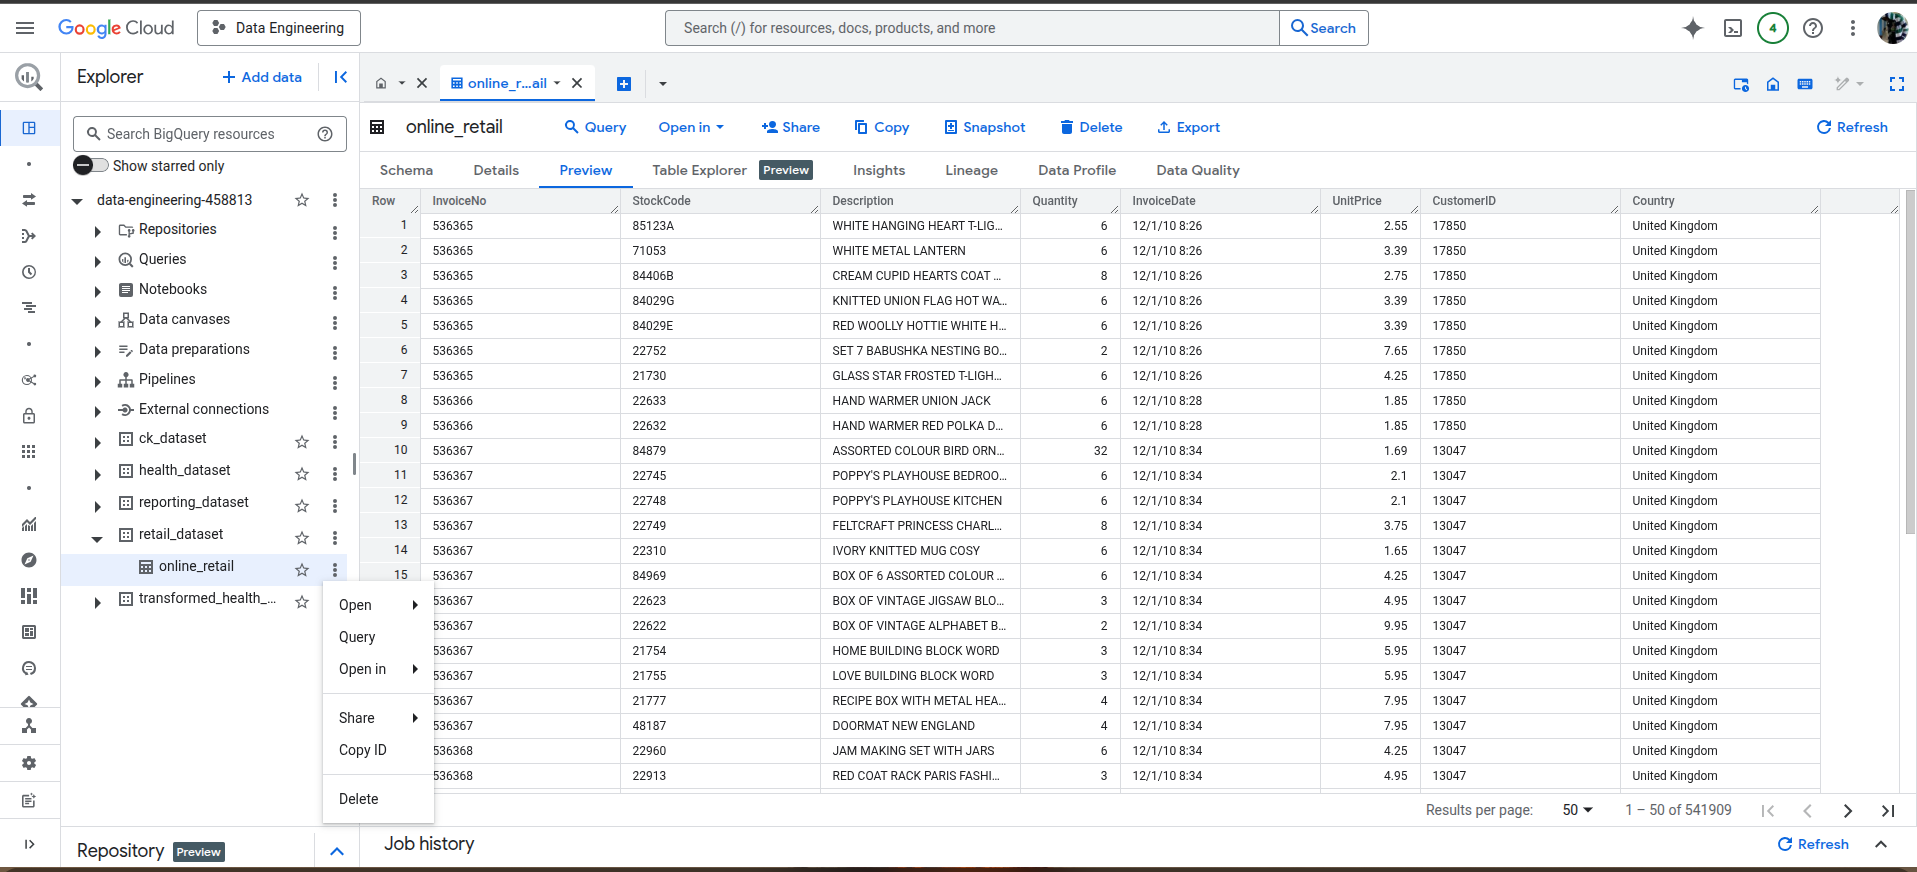 Google Cloud
Data Engineering
Search (/) for resources, docs, products, and more
Search
4
Explorer
+ Add data
online_r...ail
Search BigQuery resources
Show starred only
data-engineering-458813
Repositories
Queries
Notebooks
Data canvases
Data preparations
Pipelines
External connections
ck_dataset
health_dataset
reporting_dataset
retail_dataset
online_retail
transformed_health_...
Open
Query
Open in
Share
Copy ID
Delete
Repository Preview
online_retail
Query Open in Share Copy Snapshot Delete Export Refresh
Schema Details Preview Table Explorer Preview Insights Lineage Data Profile Data Quality
Row InvoiceNo StockCode Description Quantity InvoiceDate UnitPrice CustomerID Country
1 536365 85123A WHITE HANGING HEART T-LIG... 6 12/1/10 8:26 2.55 17850 United Kingdom
2 536365 71053 WHITE METAL LANTERN 6 12/1/10 8:26 3.39 17850 United Kingdom
3 536365 84406B CREAM CUPID HEARTS COAT ... 8 12/1/10 8:26 2.75 17850 United Kingdom
4 536365 84029G KNITTED UNION FLAG HOT WA... 6 12/1/10 8:26 3.39 17850 United Kingdom
5 536365 84029E RED WOOLLY HOTTIE WHITE H... 6 12/1/10 8:26 3.39 17850 United Kingdom
6 536365 22752 SET 7 BABUSHKA NESTING BO... 2 12/1/10 8:26 7.65 17850 United Kingdom
7 536365 21730 GLASS STAR FROSTED T-LIGH... 6 12/1/10 8:26 4.25 17850 United Kingdom
8 536366 22633 HAND WARMER UNION JACK 6 12/1/10 8:28 1.85 17850 United Kingdom
9 536366 22632 HAND WARMER RED POLKA D... 6 12/1/10 8:28 1.85 17850 United Kingdom
10 536367 84879 ASSORTED COLOUR BIRD ORN... 32 12/1/10 8:34 1.69 13047 United Kingdom
11 536367 22745 POPPY'S PLAYHOUSE BEDROO... 6 12/1/10 8:34 2.1 13047 United Kingdom
12 536367 22748 POPPY'S PLAYHOUSE KITCHEN 6 12/1/10 8:34 2.1 13047 United Kingdom
13 536367 22749 FELTCRAFT PRINCESS CHARL... 8 12/1/10 8:34 3.75 13047 United Kingdom
14 536367 22310 IVORY KNITTED MUG COSY 6 12/1/10 8:34 1.65 13047 United Kingdom
15 536367 84969 BOX OF 6 ASSORTED COLOUR ... 6 12/1/10 8:34 4.25 13047 United Kingdom
536367 22623 BOX OF VINTAGE JIGSAW BLO... 3 12/1/10 8:34 4.95 13047 United Kingdom
536367 22622 BOX OF VINTAGE ALPHABET B... 2 12/1/10 8:34 9.95 13047 United Kingdom
536367 21754 HOME BUILDING BLOCK WORD 3 12/1/10 8:34 5.95 13047 United Kingdom
536367 21755 LOVE BUILDING BLOCK WORD 3 12/1/10 8:34 5.95 13047 United Kingdom
536367 21777 RECIPE BOX WITH METAL HEA... 4 12/1/10 8:34 7.95 13047 United Kingdom
536367 48187 DOORMAT NEW ENGLAND 4 12/1/10 8:34 7.95 13047 United Kingdom
536368 22960 JAM MAKING SET WITH JARS 6 12/1/10 8:34 4.25 13047 United Kingdom
536368 22913 RED COAT RACK PARIS FASHI... 3 12/1/10 8:34 4.95 13047 United Kingdom
Results per page: 50 1 – 50 of 541909
Job history Refresh